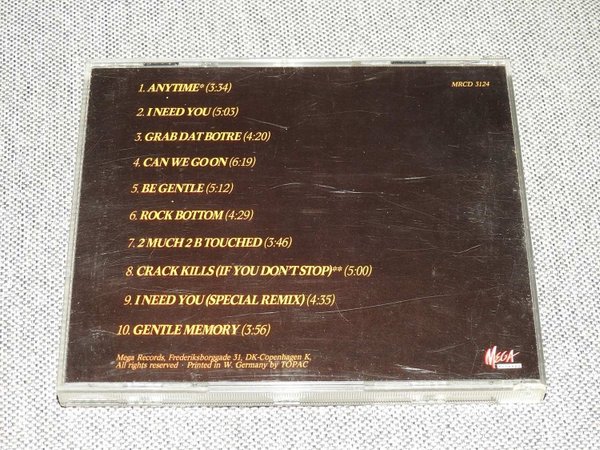 MRCD 3124
1. ANYTIME* (3:34)
2. I NEED YOU (5:03)
3. GRAB DAT BOTRE (4:20)
4. CAN WE GO ON (6:19)
5. BE GENTLE (5:12)
6. ROCK BOTTOM (4:29)
7. 2 MUCH 2 B TOUCHED (3:46)
8. CRACK KILLS (IF YOU DON'T STOP)** (5:00)
9. I NEED YOU (SPECIAL REMIX) (4:35)
10. GENTLE MEMORY (3:56)
Mega Records, Frederiksborggade 31, DK-Copenhagen K.
All rights reserved · Printed in W. Germany by TOPAC
MEGA